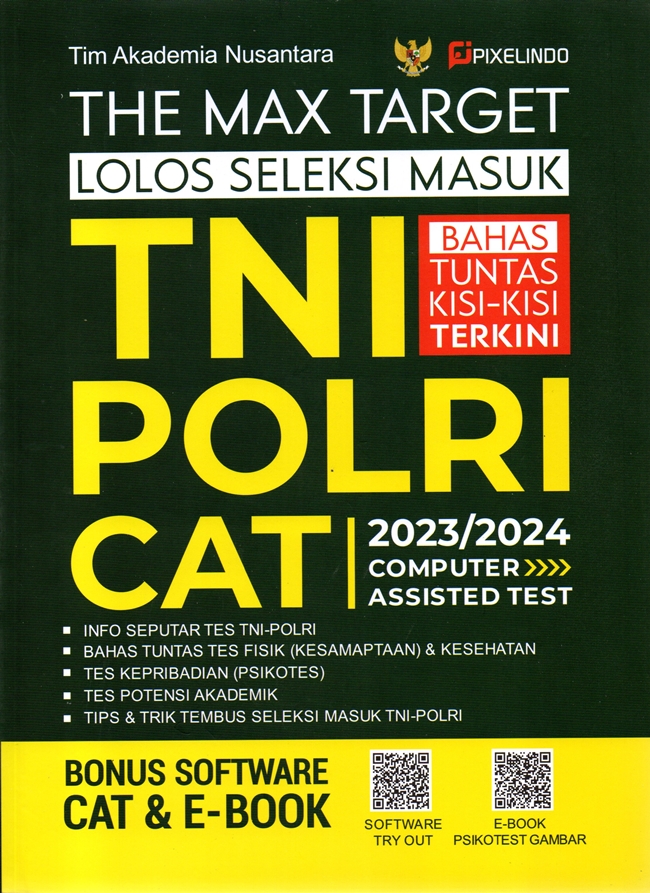 Tim Akademia Nusantara
PIXELINDO
THE MAX TARGET
LOLOS SELEKSI MASUK
TNI
BAHAS
TUNTAS
KISI-KISI
TERKINI
POLRI
CAT
2023/2024
COMPUTER >>>>
ASSISTED TEST
▪ INFO SEPUTAR TES TNI-POLRI
▪ BAHAS TUNTAS TES FISIK (KESAMAPTAAN) & KESEHATAN
▪ TES KEPRIBADIAN (PSIKOTES)
▪ TES POTENSI AKADEMIK
▪ TIPS & TRIK TEMBUS SELEKSI MASUK TNI-POLRI
BONUS SOFTWARE
CAT & E-BOOK
SOFTWARE
TRY OUT
E-BOOK
PSIKOTEST GAMBAR